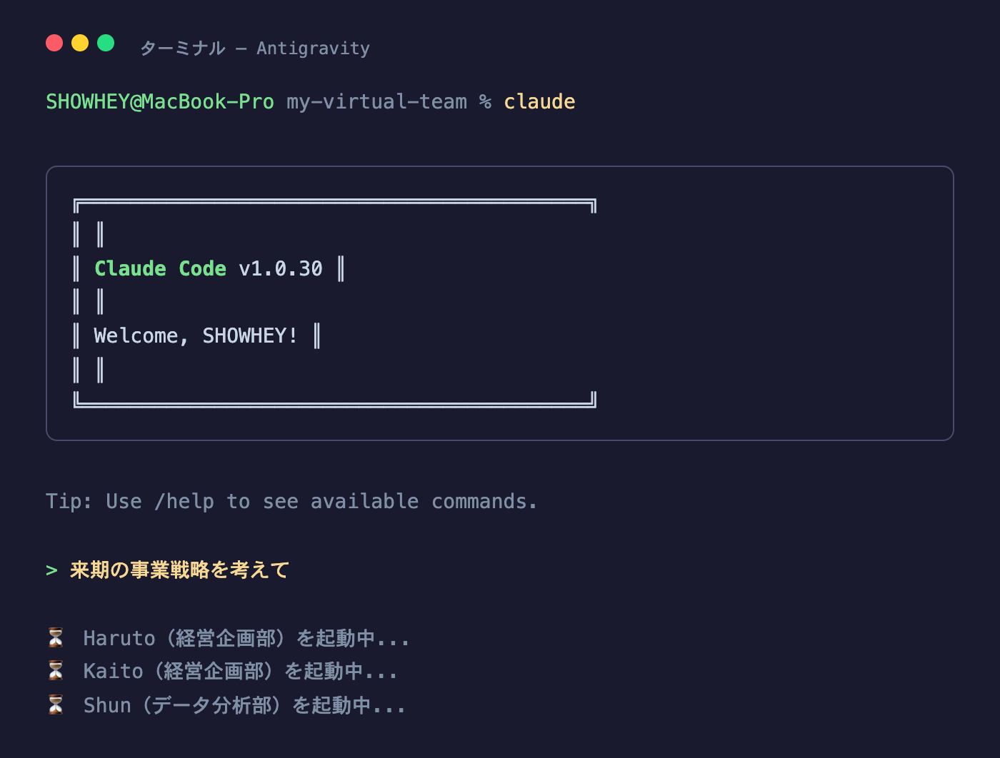 ターミナル — Antigravity
SHOWHEY@MacBook-Pro my-virtual-team % claude
╔══════════════════════════════════════════╗
║ ║
║ Claude Code v1.0.30 ║
║ ║
║ Welcome, SHOWHEY! ║
║ ║
╚══════════════════════════════════════════╝
Tip: Use /help to see available commands.
> 来期の事業戦略を考えて
⏳ Haruto（経営企画部）を起動中...
⏳ Kaito（経営企画部）を起動中...
⏳ Shun（データ分析部）を起動中...